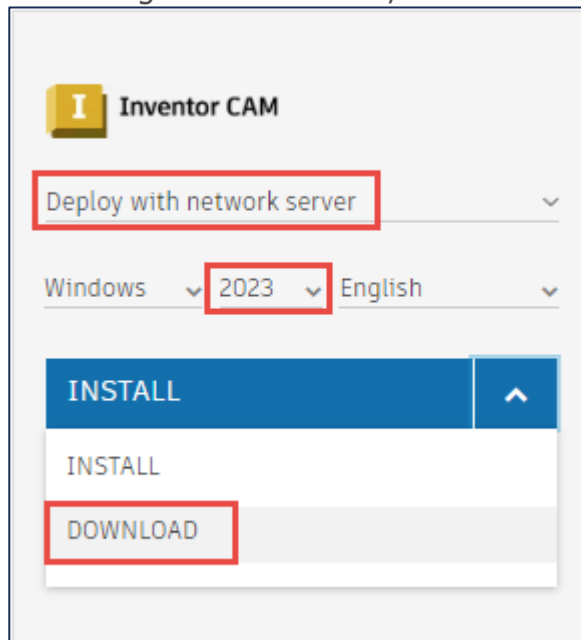 I Inventor CAM
Deploy with network server
Windows 2023 English
INSTALL
INSTALL
DOWNLOAD